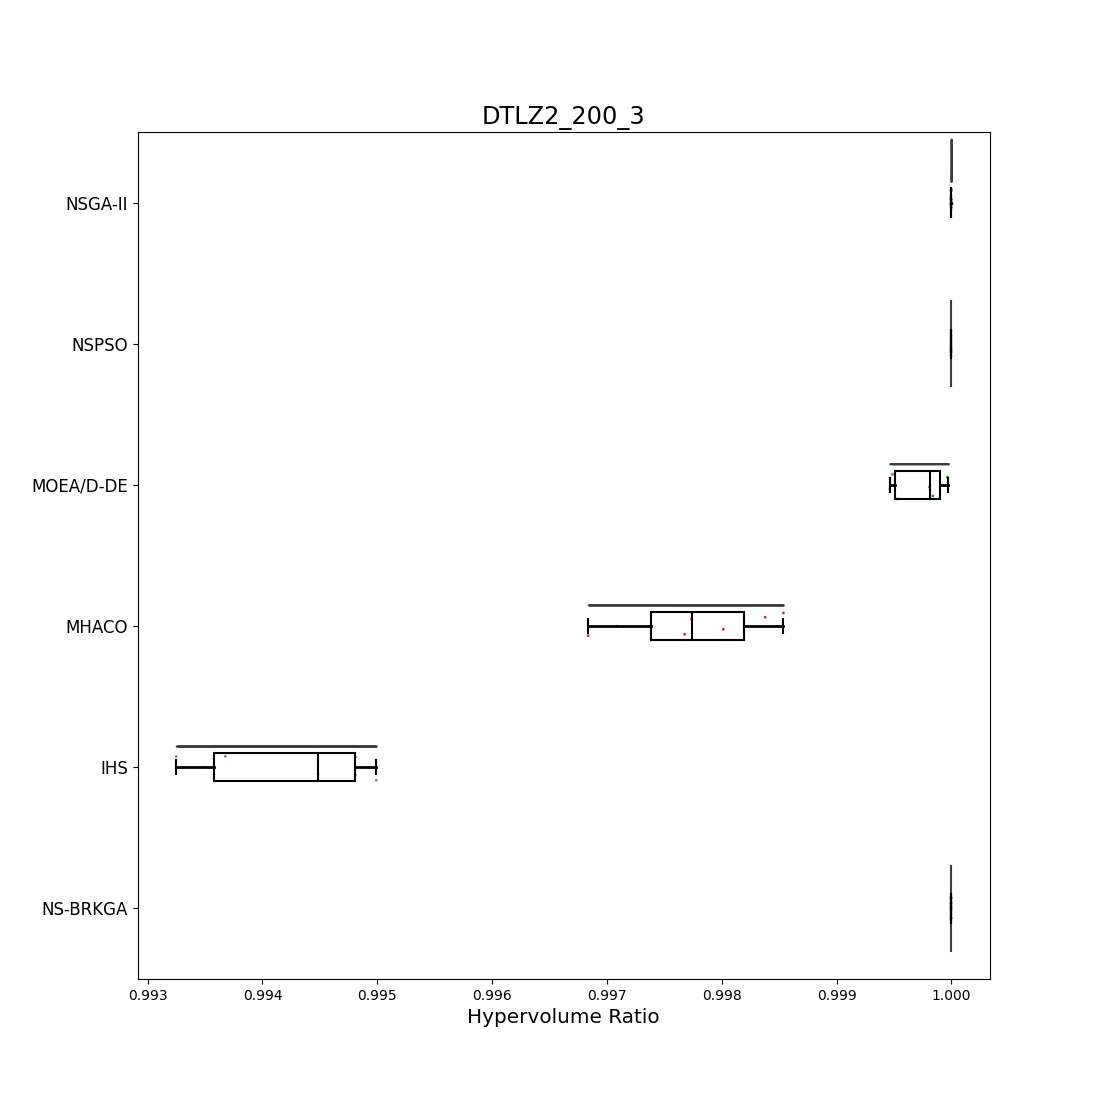 DTLZ2_200_3
NSGA-II
NSPSO
MOEA/D-DE
MHACO
IHS
NS-BRKGA
0.993 0.994 0.995 0.996 0.997 0.998 0.999 1.000
Hypervolume Ratio